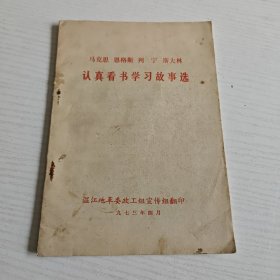 马克思 恩格斯 列宁 斯大林
认真看书学习故事选
温江地革委政工组宣传组翻印
一九七三年四月